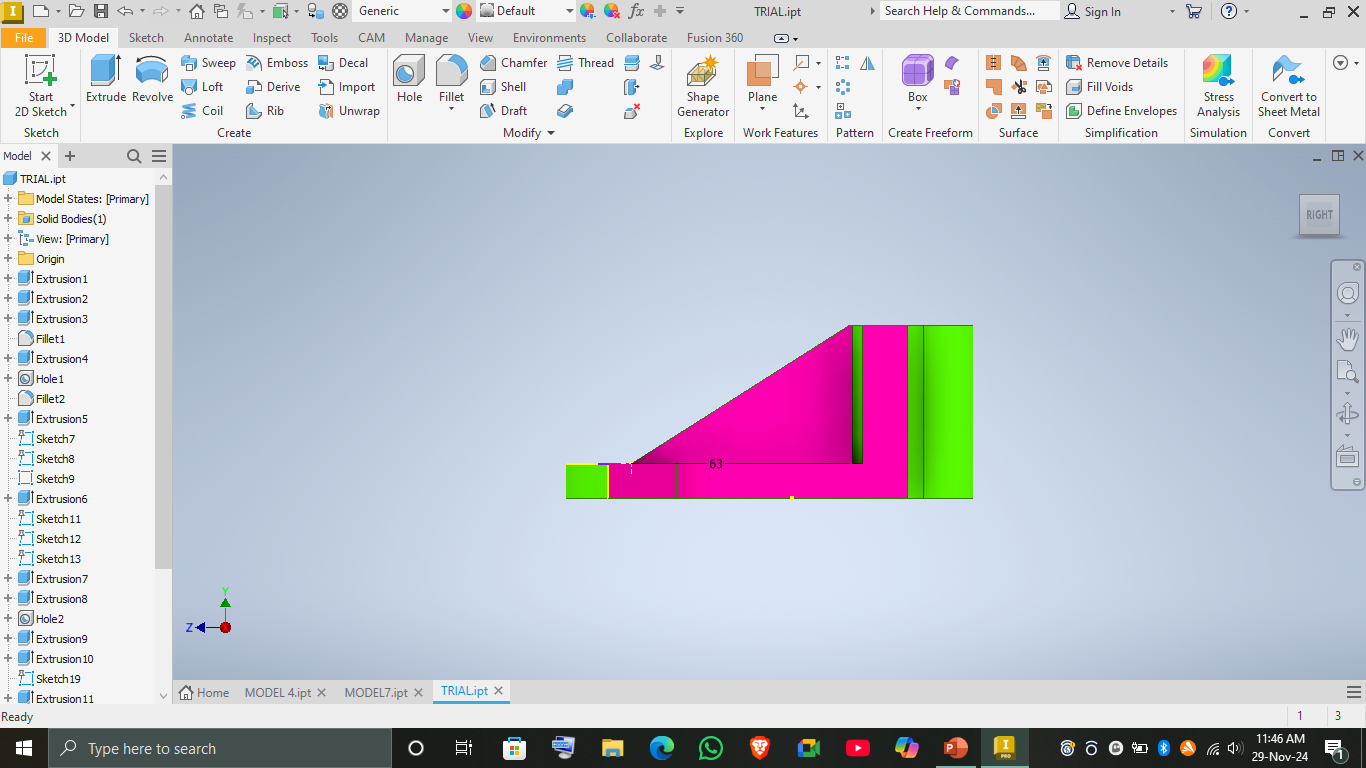 I PRO Generic Default fx TRIAL.ipt Search Help & Commands... Sign In
File 3D Model Sketch Annotate Inspect Tools CAM Manage View Environments Collaborate Fusion 360
Start 2D Sketch
Extrude Revolve
Sweep Emboss Decal
Loft Derive Import
Coil Rib Unwrap
Hole Fillet
Chamfer Thread
Shell
Draft
Shape Generator
Plane
Box
Remove Details
Fill Voids
Define Envelopes
Stress Analysis
Convert to Sheet Metal
Sketch Create Modify Explore Work Features Pattern Create Freeform Surface Simplification Simulation Convert
Model
TRIAL.ipt
Model States: [Primary]
Solid Bodies(1)
View: [Primary]
Origin
Extrusion1
Extrusion2
Extrusion3
Fillet1
Extrusion4
Hole1
Fillet2
Extrusion5
Sketch7
Sketch8
Sketch9
Extrusion6
Sketch11
Sketch12
Sketch13
Extrusion7
Extrusion8
Hole2
Extrusion9
Extrusion10
Sketch19
Extrusion11
RIGHT
63
Y
Z
Home MODEL 4.ipt MODEL7.ipt TRIAL.ipt
Ready 1 3
Type here to search
11:46 AM
29-Nov-24
1